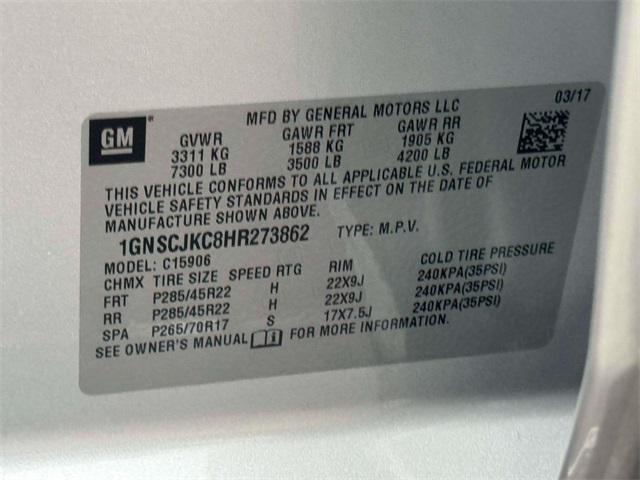 MFD BY GENERAL MOTORS LLC 03/17
GM®
GVWR GAWR FRT GAWR RR
3311 KG 1588 KG 1905 KG
7300 LB 3500 LB 4200 LB
THIS VEHICLE CONFORMS TO ALL APPLICABLE U.S. FEDERAL MOTOR
VEHICLE SAFETY STANDARDS IN EFFECT ON THE DATE OF
MANUFACTURE SHOWN ABOVE.
1GNSCJKC8HR273862 TYPE: M.P.V.
MODEL: C15906
CHMX TIRE SIZE SPEED RTG RIM COLD TIRE PRESSURE
FRT P285/45R22 H 22X9J 240KPA(35PSI)
RR P285/45R22 H 22X9J 240KPA(35PSI)
SPA P265/70R17 S 17X7.5J 240KPA(35PSI)
SEE OWNER'S MANUAL FOR MORE INFORMATION.